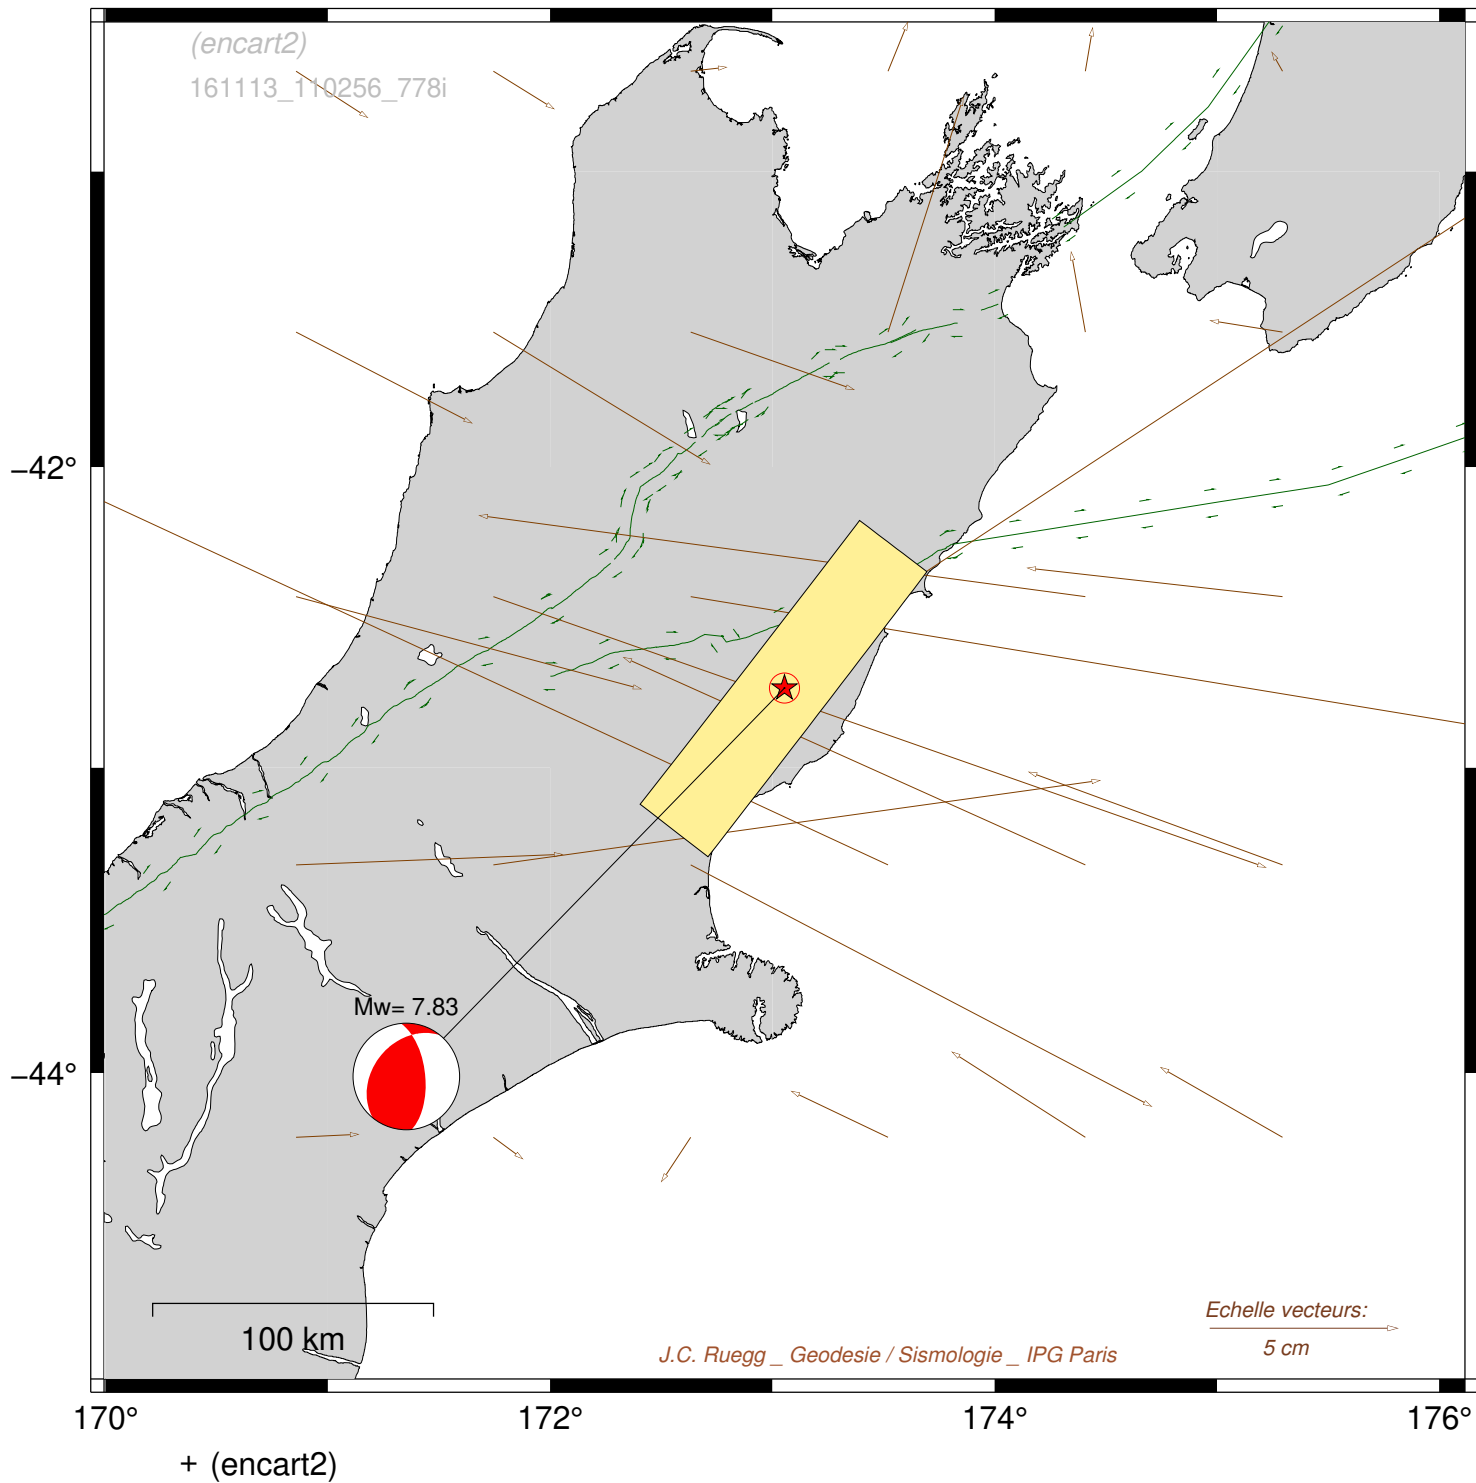 (encart2)
161113_110256_778i
−42°
Mw= 7.83
−44°
Echelle vecteurs:
5 cm
100 km
J.C. Ruegg _ Geodesie / Sismologie _ IPG Paris
170°
172°
174°
176°
+ (encart2)